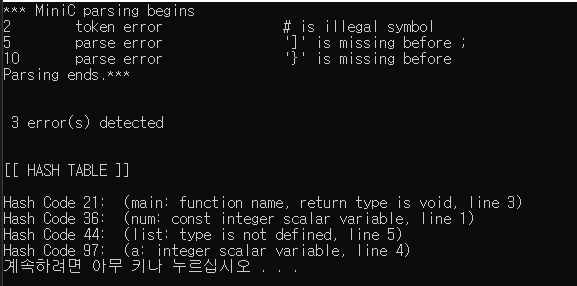 *** MiniC parsing begins
2 token error # is illegal symbol
5 parse error ']' is missing before ;
10 parse error '}' is missing before
Parsing ends.***
3 error(s) detected
[[ HASH TABLE ]]
Hash Code 21: (main: function name, return type is void, line 3)
Hash Code 36: (num: const integer scalar variable, line 1)
Hash Code 44: (list: type is not defined, line 5)
Hash Code 97: (a: integer scalar variable, line 4)
계속하려면 아무 키나 누르십시오 . . .